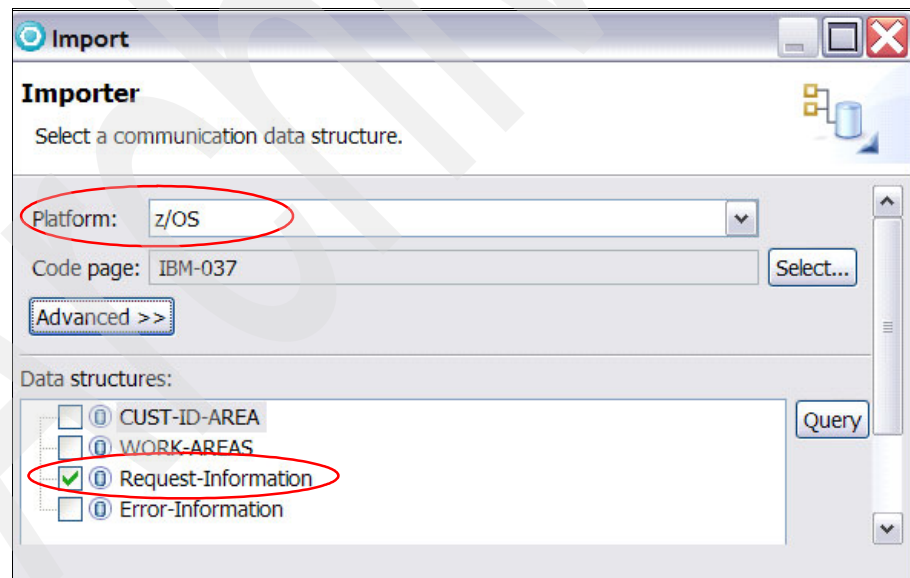 Import
Importer
Select a communication data structure.
Platform: z/OS
Code page: IBM-037 Select...
Advanced >>
Data structures:
CUST-ID-AREA Query
WORK-AREAS
Request-Information
Error-Information